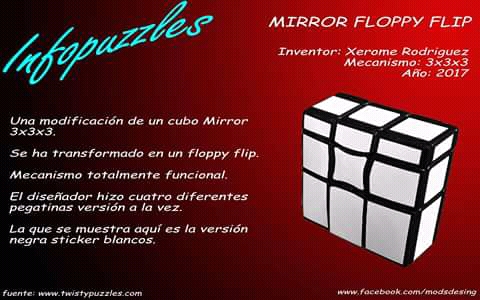 Infopuzzles
MIRROR FLOPPY FLIP
Inventor: Xerome Rodriguez
Mecanismo: 3x3x3
Año: 2017
Una modificación de un cubo Mirror
3x3x3.
Se ha transformado en un floppy flip.
Mecanismo totalmente funcional.
El diseñador hizo cuatro diferentes
pegatinas versión a la vez.
La que se muestra aquí es la versión
negra sticker blancos.
fuente: www.twistypuzzles.com
www.facebook.com/modsdesing